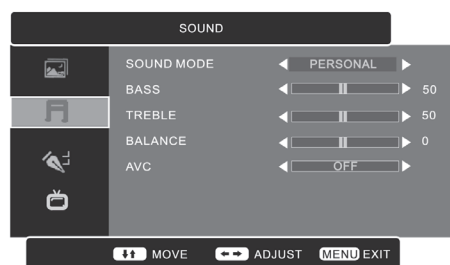 SOUND
SOUND MODE PERSONAL
BASS 50
TREBLE 50
BALANCE 0
AVC OFF
MOVE ADJUST MENU EXIT